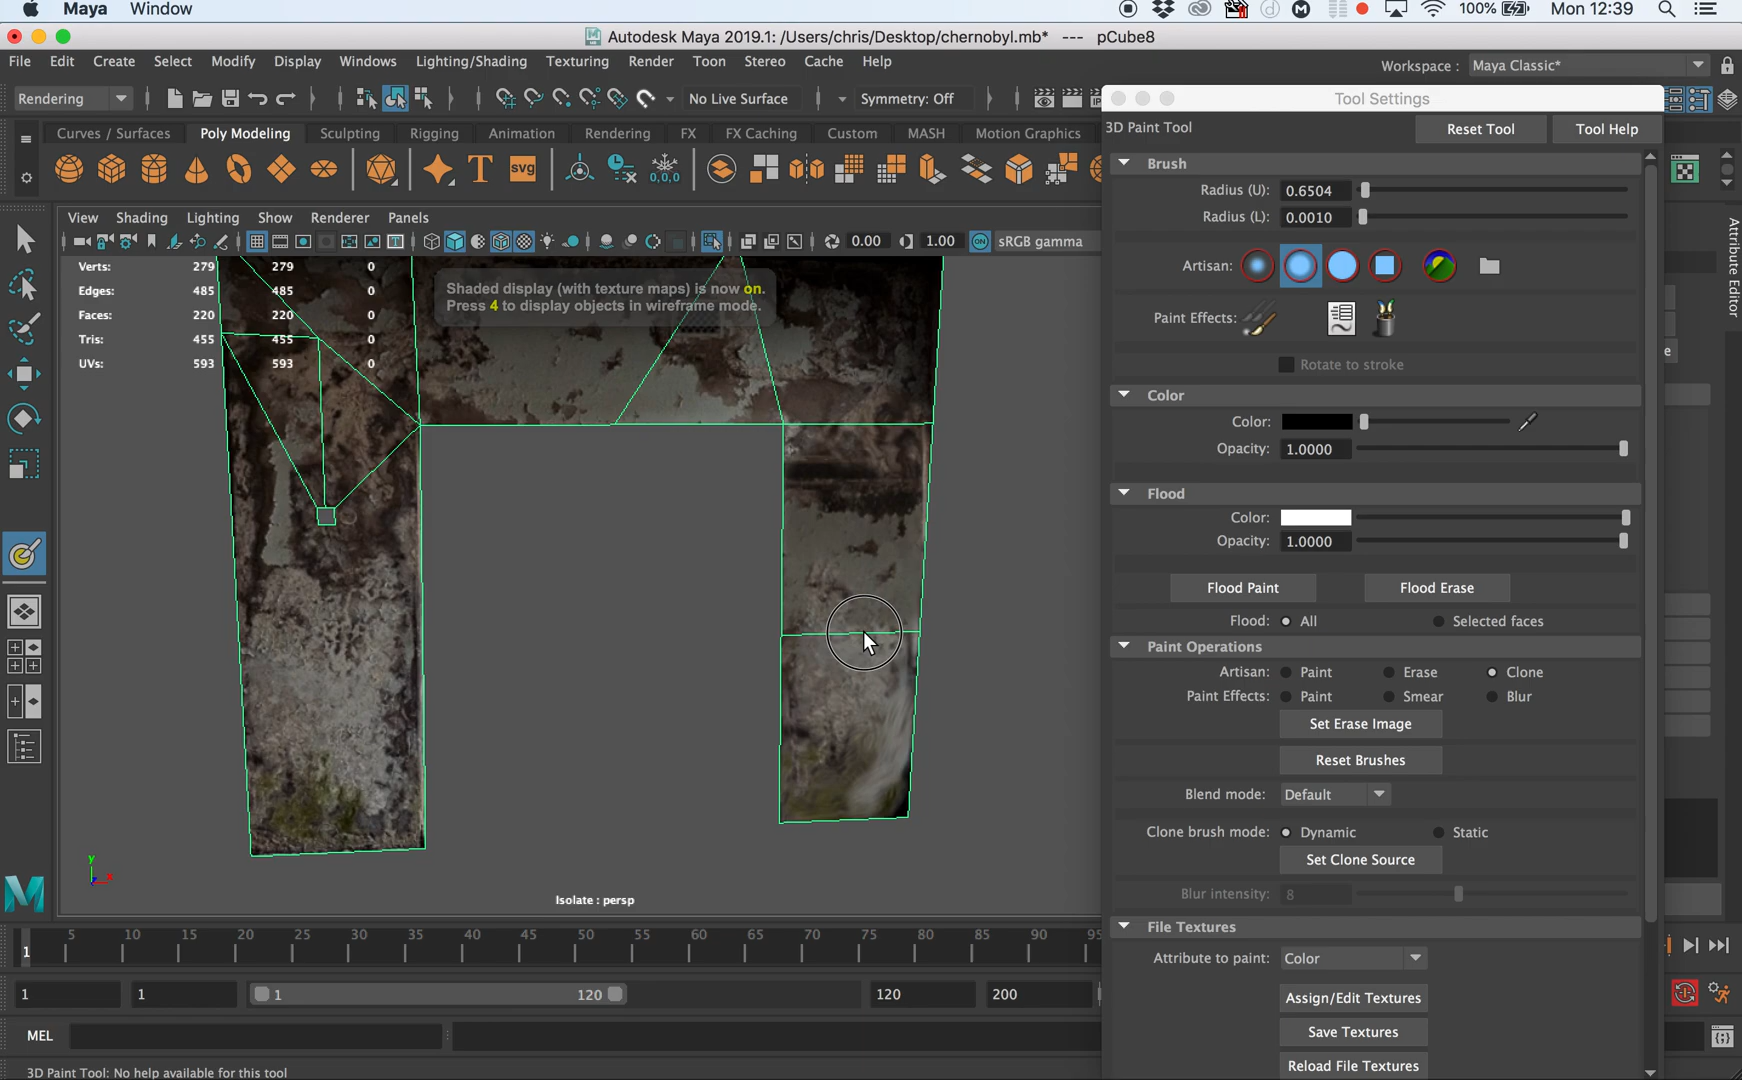 Maya Window
100% Mon 12:39
Autodesk Maya 2019.1: /Users/chris/Desktop/chernobyl.mb* --- pCube8
File Edit Create Select Modify Display Windows Lighting/Shading Texturing Render Toon Stereo Cache Help
Workspace : Maya Classic*
Rendering No Live Surface Symmetry: Off
Tool Settings
3D Paint Tool Reset Tool Tool Help
Curves / Surfaces Poly Modeling Sculpting Rigging Animation Rendering FX FX Caching Custom MASH Motion Graphics
T svg 0,0,0
View Shading Lighting Show Renderer Panels
0.00 1.00 ON sRGB gamma
Verts: 279 279 0
Edges: 485 485 0
Faces: 220 220 0
Tris: 455 455 0
UVs: 593 593 0
Shaded display (with texture maps) is now on.
Press 4 to display objects in wireframe mode.
Isolate : persp
y
x
Brush
Radius (U): 0.6504
Radius (L): 0.0010
Artisan:
Paint Effects:
Rotate to stroke
Color
Color:
Opacity: 1.0000
Flood
Color:
Opacity: 1.0000
Flood Paint Flood Erase
Flood: All Selected faces
Paint Operations
Artisan: Paint Erase Clone
Paint Effects: Paint Smear Blur
Set Erase Image
Reset Brushes
Blend mode: Default
Clone brush mode: Dynamic Static
Set Clone Source
Blur intensity: 8
File Textures
Attribute to paint: Color
Assign/Edit Textures
Save Textures
Reload File Textures
Attribute Editor
1 5 10 15 20 25 30 35 40 45 50 55 60 65 70 75 80 85 90 95
1 1 1 120 120 200
MEL
3D Paint Tool: No help available for this tool